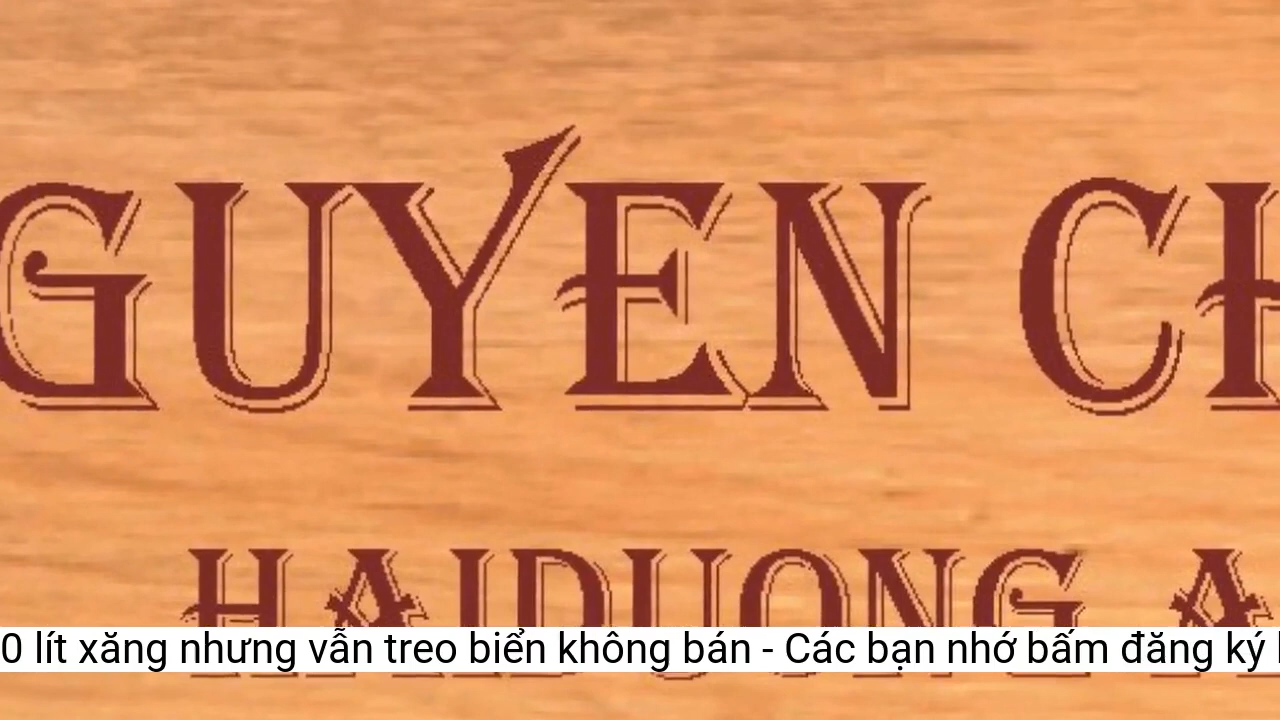 GUYEN CH
HAIDUONG A
0 lít xăng nhưng vẫn treo biển không bán - Các bạn nhớ bấm đăng ký